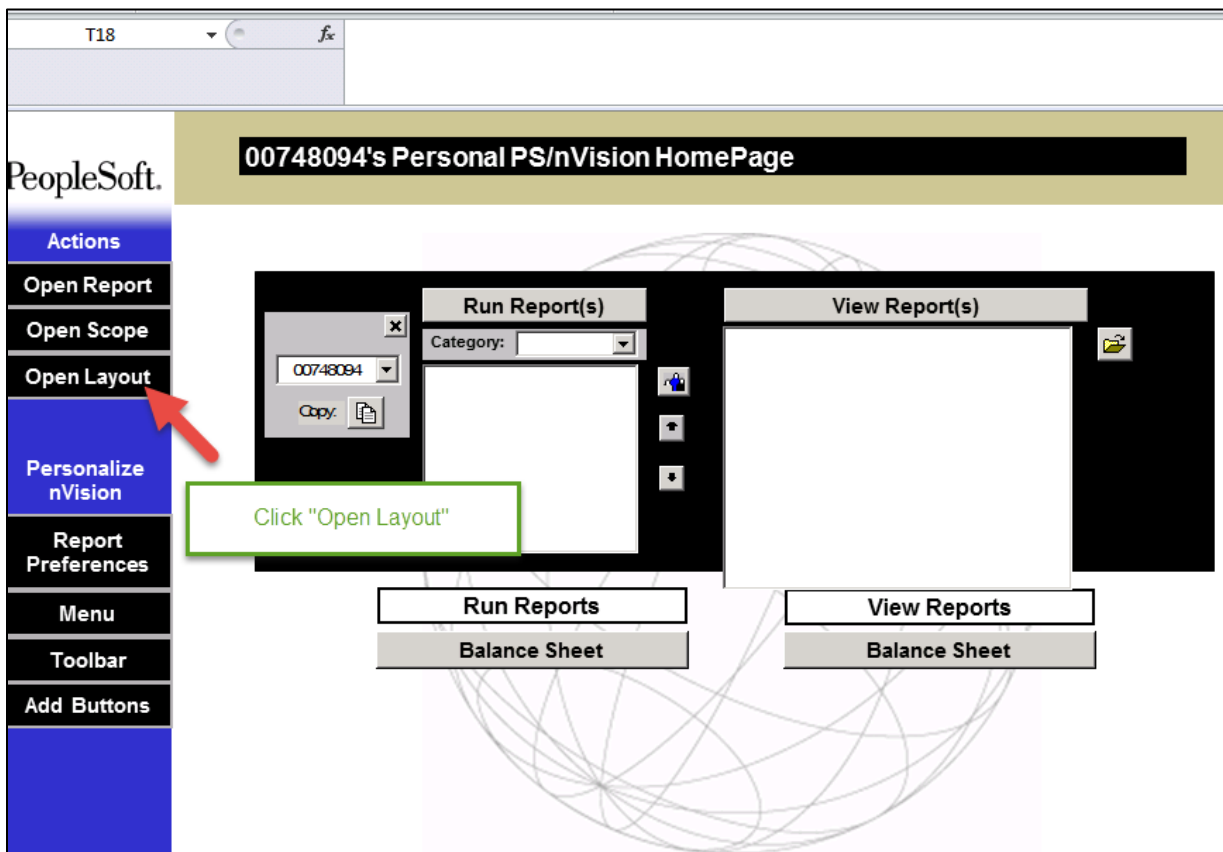 T18
fx
PeopleSoft.
00748094's Personal PS/nVision HomePage
Actions
Open Report
Open Scope
Open Layout
Personalize
nVision
Report
Preferences
Menu
Toolbar
Add Buttons
00748094
Copy:
Run Report(s)
Category:
View Report(s)
Click "Open Layout"
Run Reports
View Reports
Balance Sheet
Balance Sheet